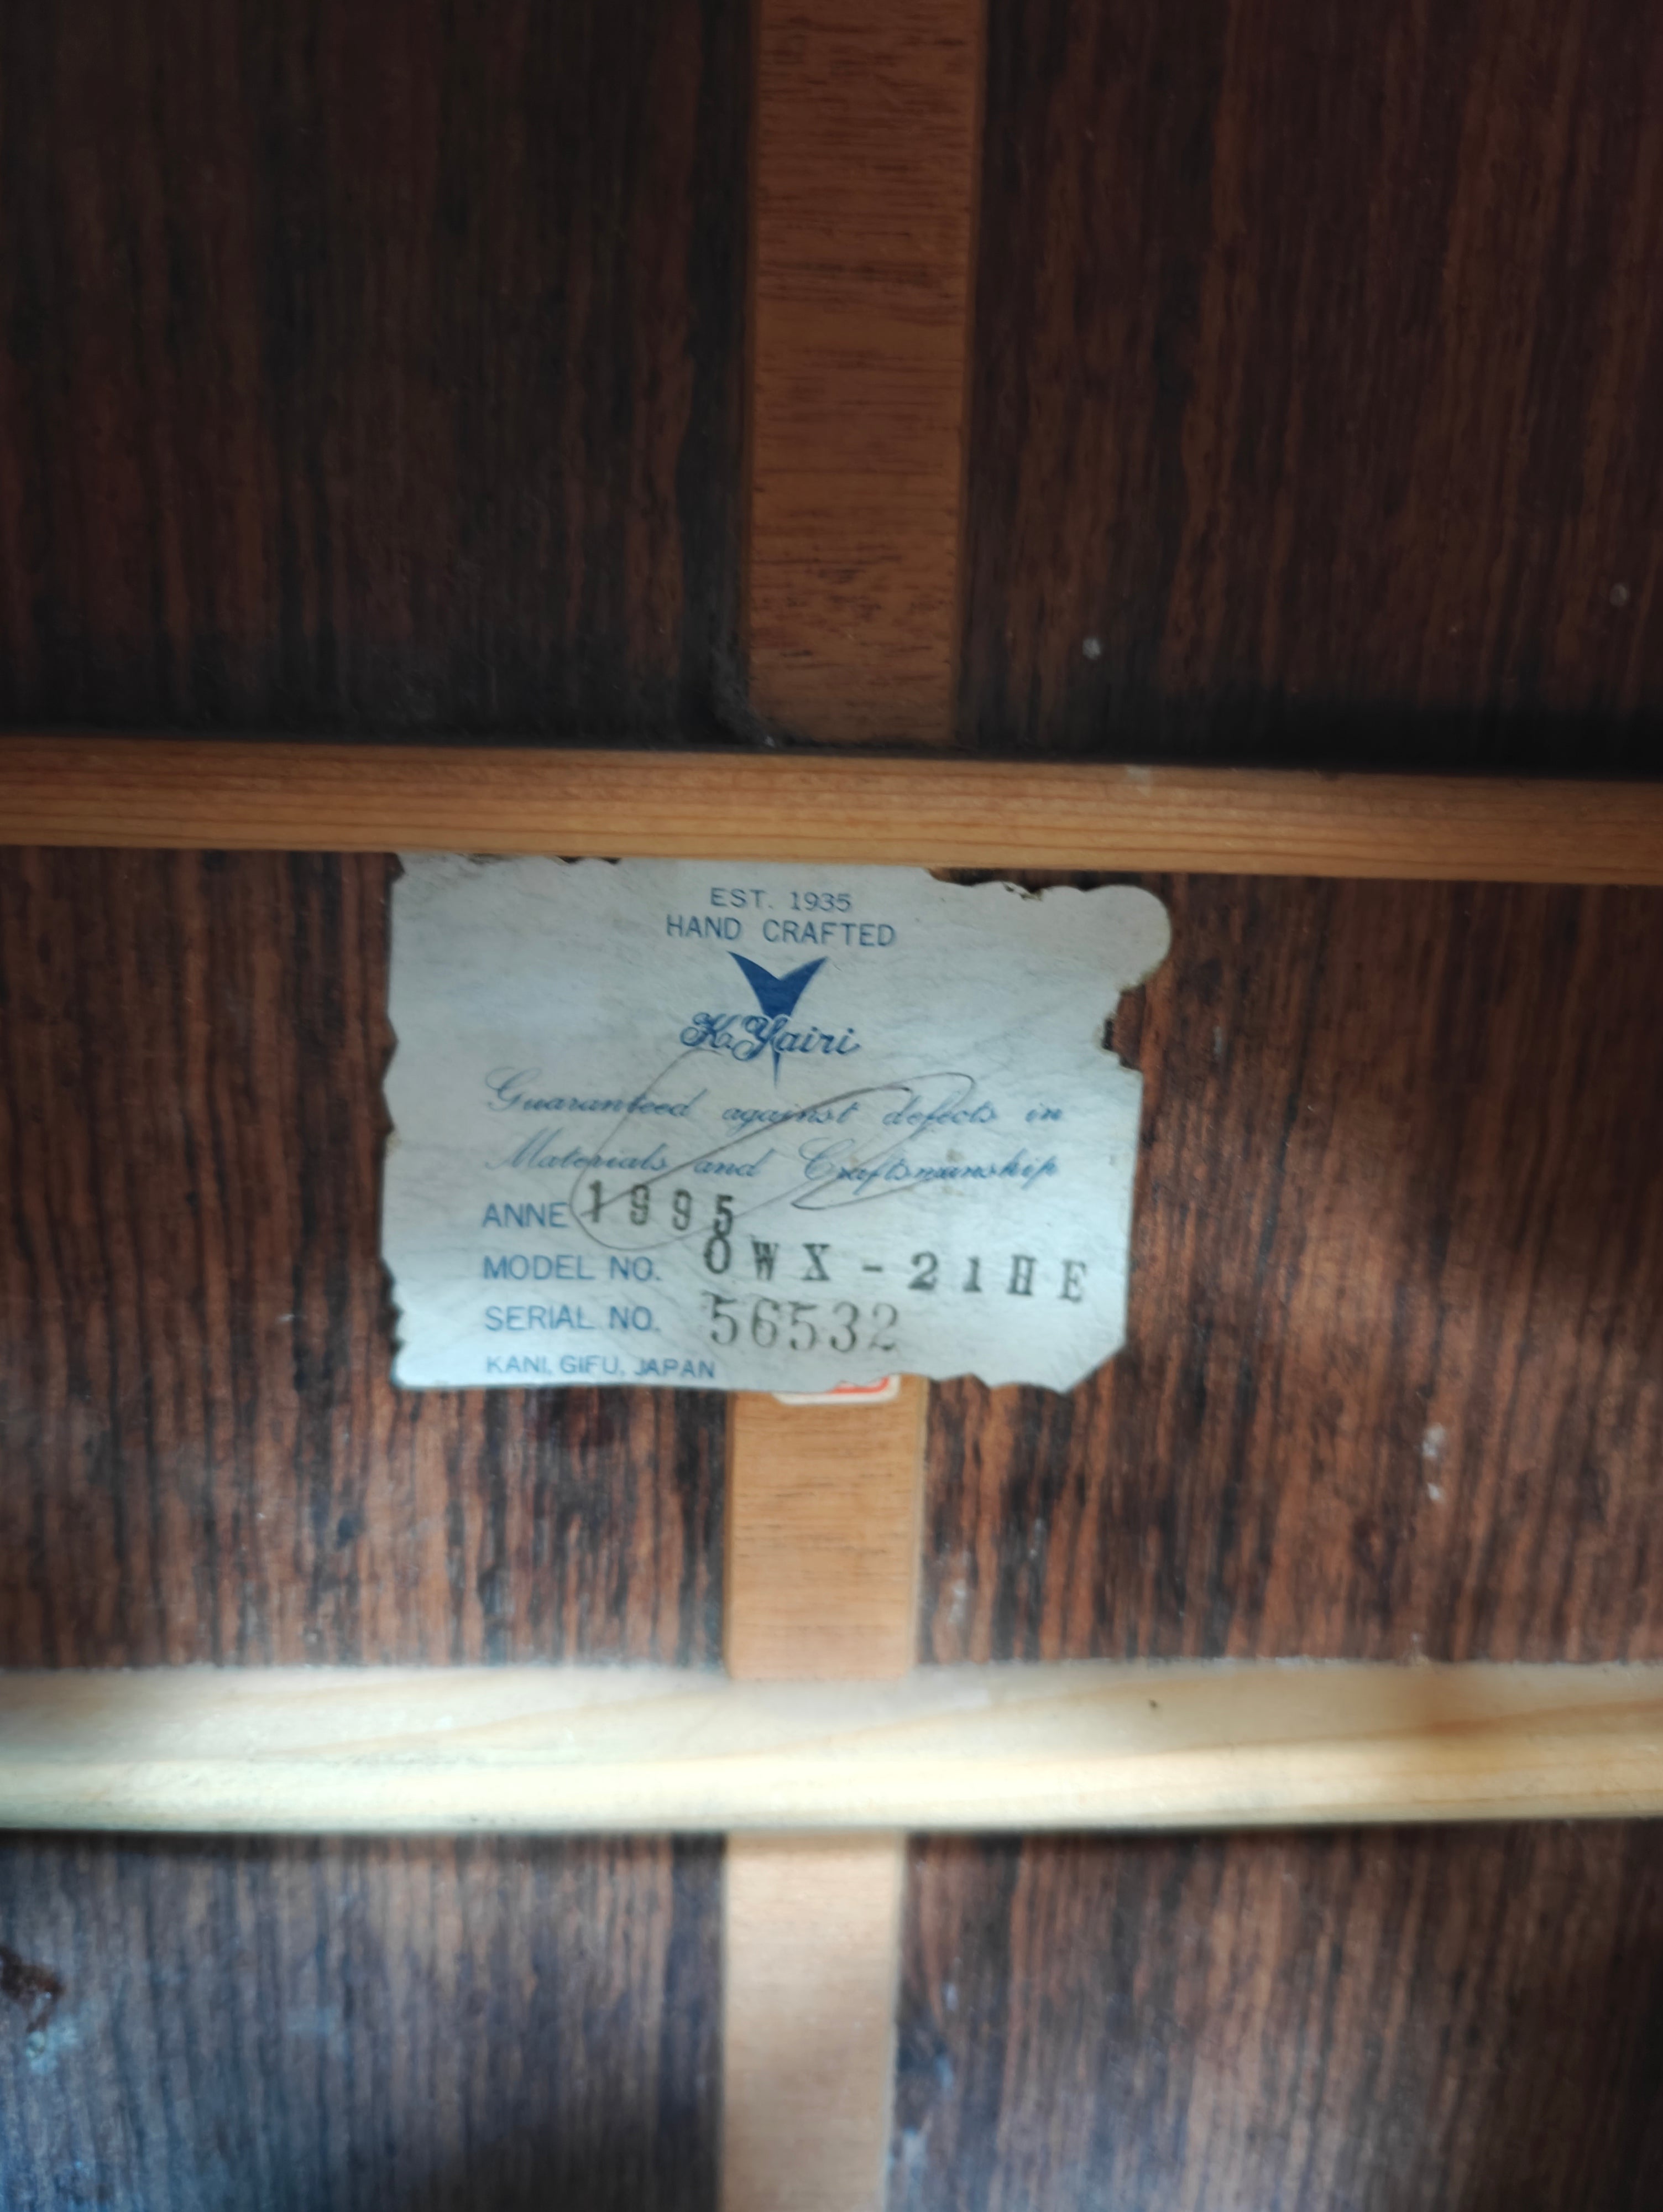 EST. 1935
HAND CRAFTED
K.Yairi
Guaranteed against defects in
Materials and Craftsmanship
ANNE 1995
MODEL NO. OWX-21HE
SERIAL NO. 56532
KANI, GIFU, JAPAN